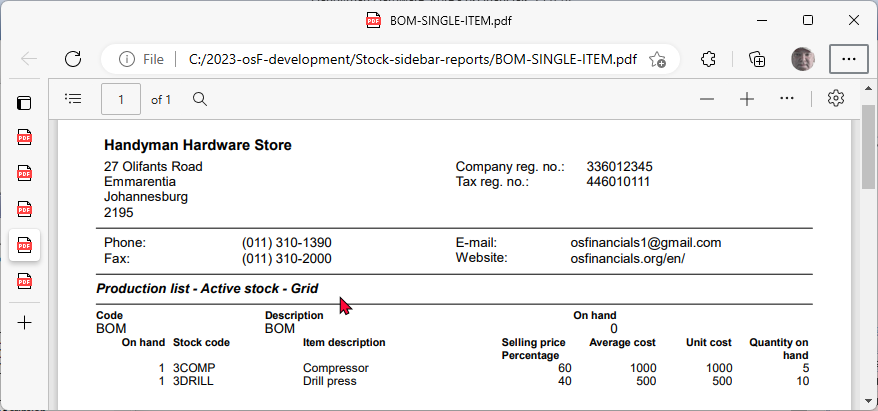 BOM-SINGLE-ITEM.pdf
File C:/2023-osF-development/Stock-sidebar-reports/BOM-SINGLE-ITEM.pdf
1 of 1
Handyman Hardware Store
27 Olifants Road Company reg. no.: 336012345
Emmarentia Tax reg. no.: 446010111
Johannesburg
2195
Phone: (011) 310-1390 E-mail: osfinancials1@gmail.com
Fax: (011) 310-2000 Website: osfinancials.org/en/
Production list - Active stock - Grid
Code Description On hand
BOM BOM 0
On hand Stock code Item description Selling price Average cost Unit cost Quantity on
Percentage hand
1 3COMP Compressor 60 1000 1000 5
1 3DRILL Drill press 40 500 500 10